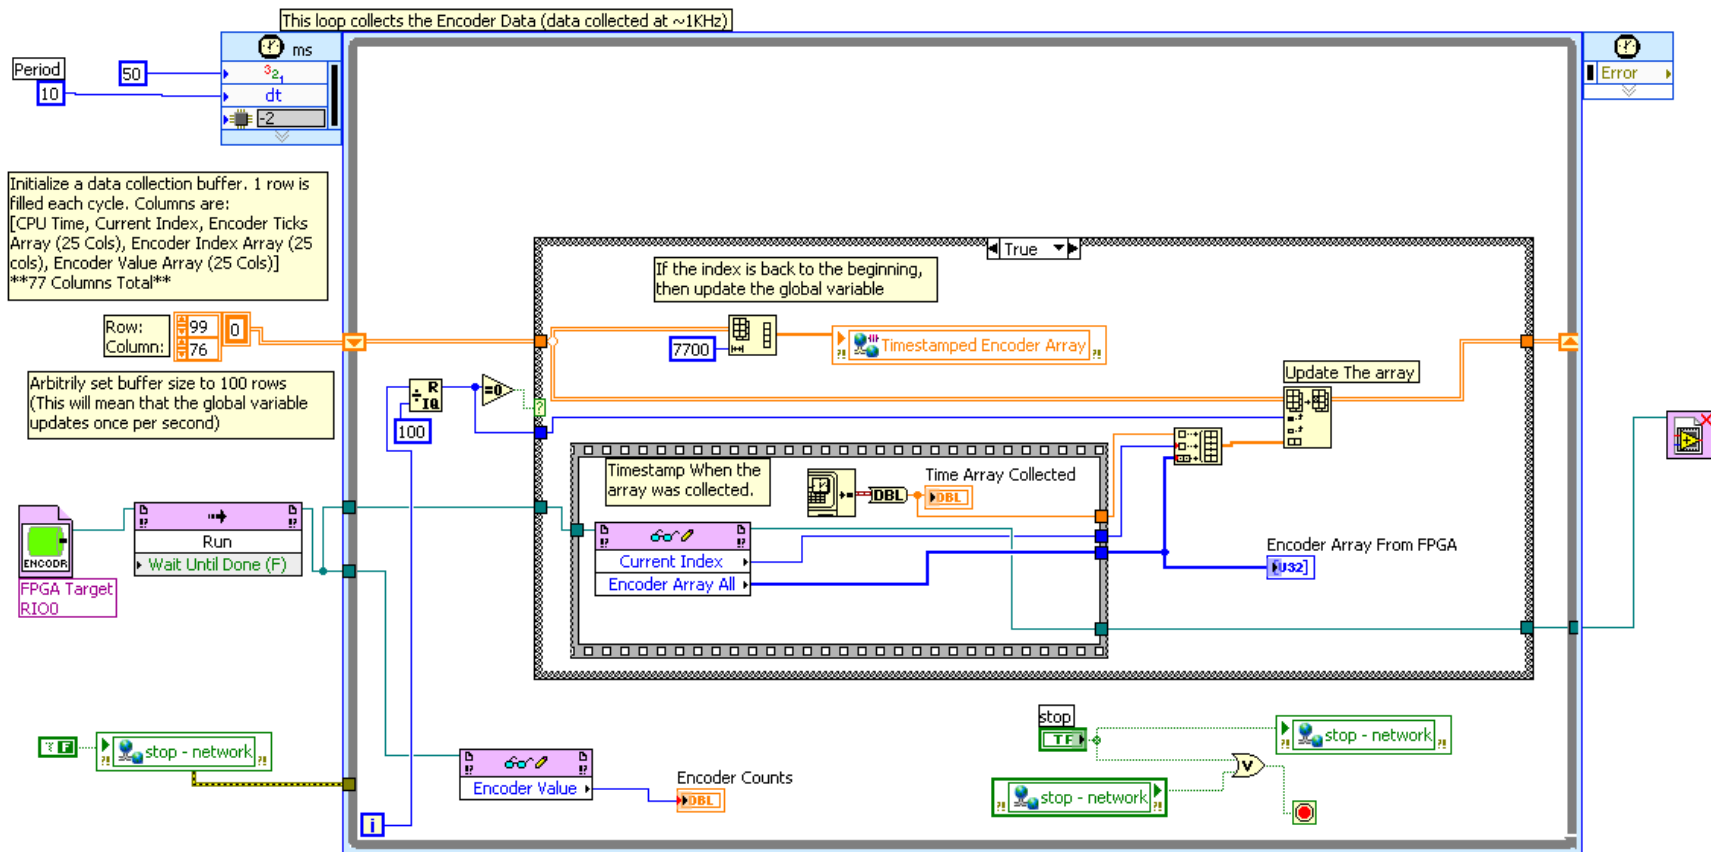 This loop collects the Encoder Data (data collected at ~1KHz)
ms
Period
50
10
dt
-2
Error
Initialize a data collection buffer. 1 row is
filled each cycle. Columns are:
[CPU Time, Current Index, Encoder Ticks
Array (25 Cols), Encoder Index Array (25
cols), Encoder Value Array (25 Cols)]
**77 Columns Total**
True
If the index is back to the beginning,
then update the global variable
Row:
Column:
99
76
0
7700
Timestamped Encoder Array
Arbitrily set buffer size to 100 rows
(This will mean that the global variable
updates once per second)
R
IQ
=0
?
100
Update The array
Timestamp When the
array was collected.
DBL
Time Array Collected
DBL
ENCODR
FPGA Target
RIO0
Run
Wait Until Done (F)
Current Index
Encoder Array All
Encoder Array From FPGA
U32]
F
stop - network
Encoder Value
Encoder Counts
DBL
stop
TF
stop - network
V
stop - network
i